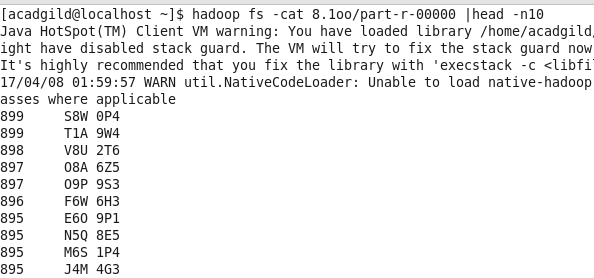 [acadgild@localhost ~]$ hadoop fs -cat 8.1oo/part-r-00000 |head -n10
Java HotSpot(TM) Client VM warning: You have loaded library /home/acadgild/
ight have disabled stack guard. The VM will try to fix the stack guard now
It's highly recommended that you fix the library with 'execstack -c <libfi
17/04/08 01:59:57 WARN util.NativeCodeLoader: Unable to load native-hadoop
asses where applicable
899 S8W 0P4
899 T1A 9W4
898 V8U 2T6
897 O8A 6Z5
897 O9P 9S3
896 F6W 6H3
895 E6O 9P1
895 N5Q 8E5
895 M6S 1P4
895 J4M 4G3